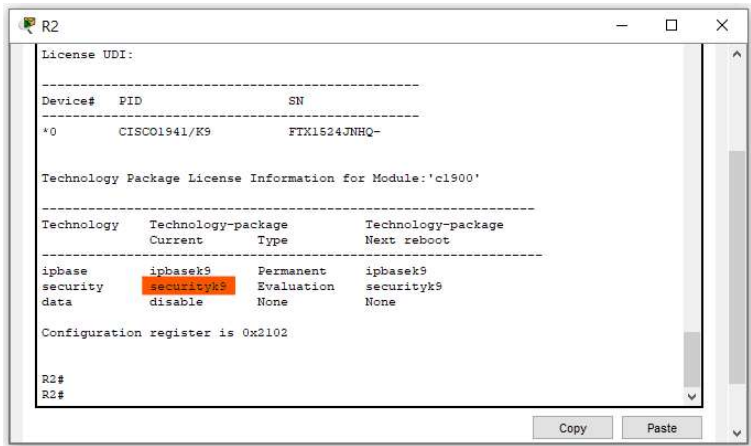 R2
License UDI:
-------------------------------------------------
Device# PID SN
-------------------------------------------------
*0 CISCO1941/K9 FTX1524JNHQ-
Technology Package License Information for Module:'c1900'
----------------------------------------------------------------
Technology Technology-package Technology-package
Current Type Next reboot
-----------------------------------------------------------------
ipbase ipbasek9 Permanent ipbasek9
security securityk9 Evaluation securityk9
data disable None None
Configuration register is 0x2102
R2#
R2#
Copy Paste